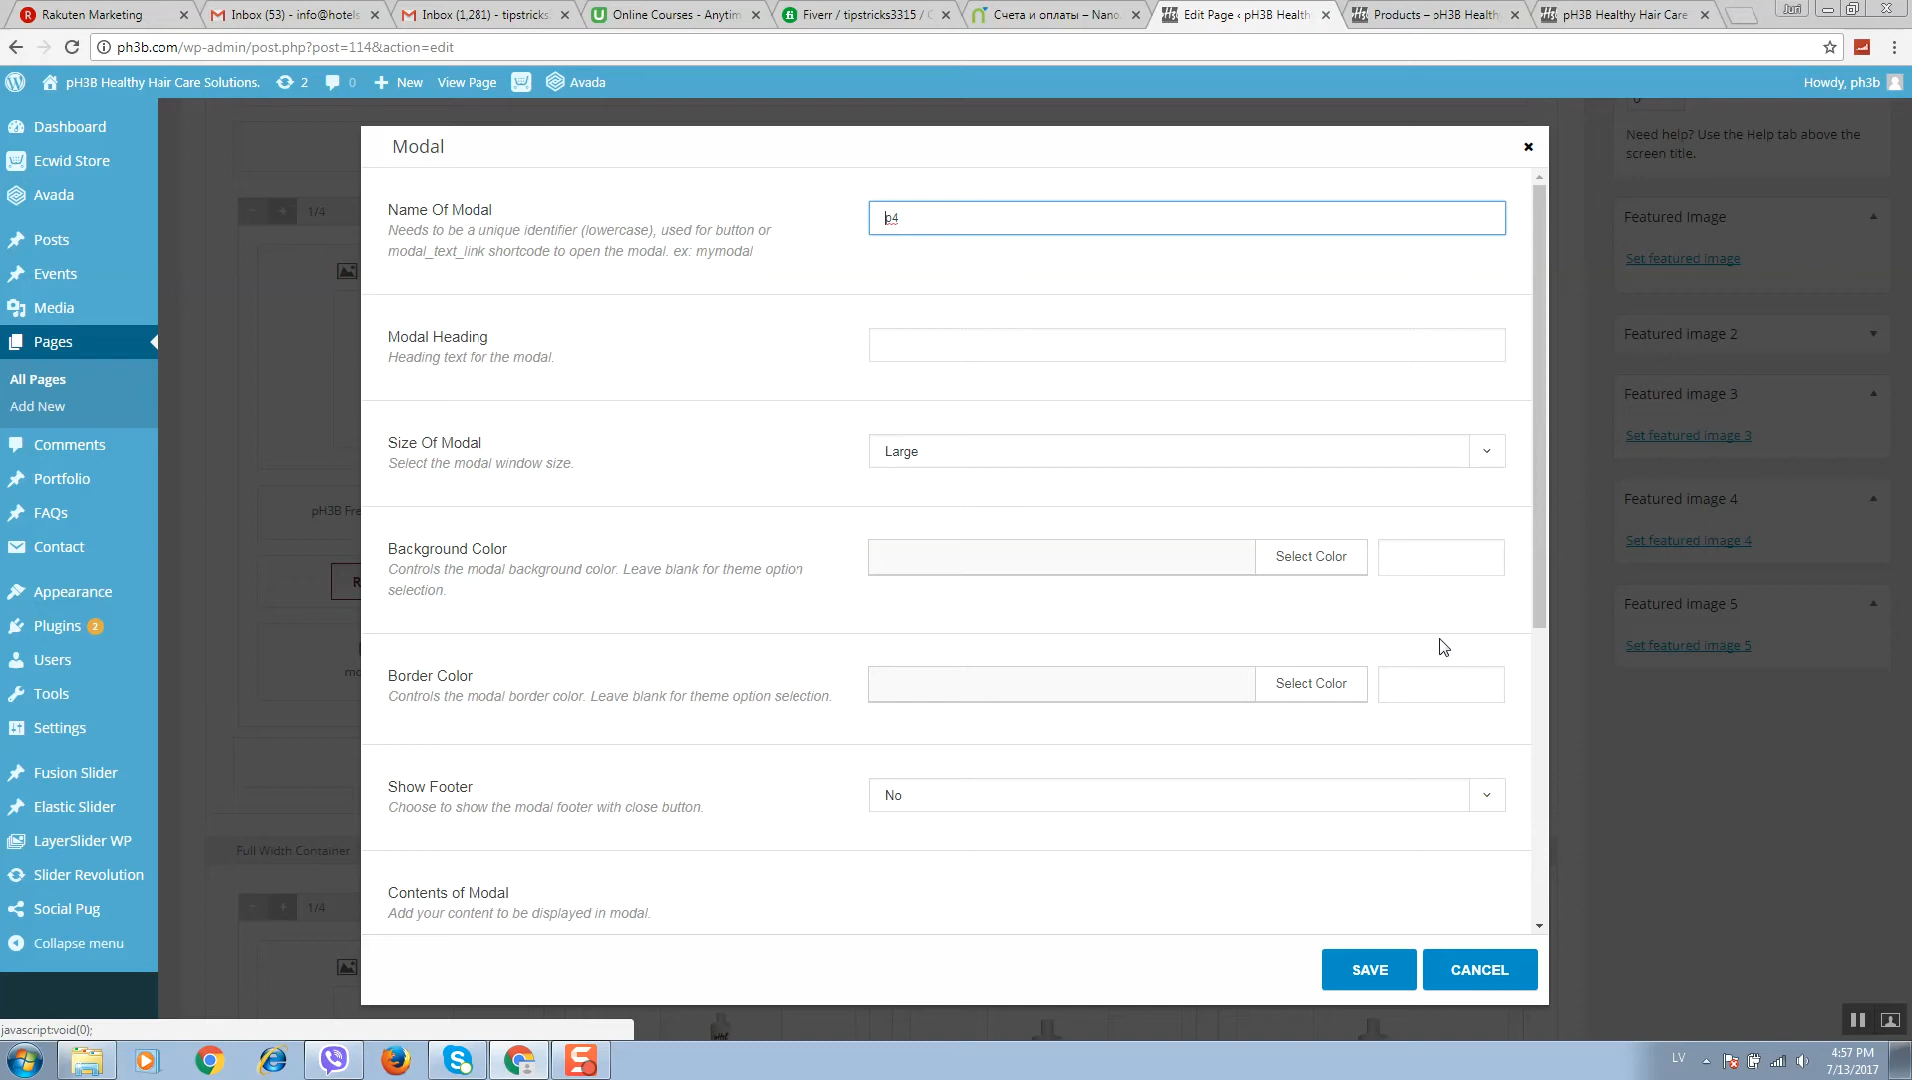 Rakuten Marketing
Inbox (53) - info@hotels
Inbox (1,281) - tipstricks
Online Courses - Anytim
Fiverr / tipstricks3315 /
Счета и оплаты – Nano
Edit Page ‹ pH3B Health
Products – pH3B Health
pH3B Healthy Hair Care
Juri
ph3b.com/wp-admin/post.php?post=114&action=edit
pH3B Healthy Hair Care Solutions.
2
0
New
View Page
Avada
Howdy, ph3b
Dashboard
Ecwid Store
Avada
Posts
Events
Media
Pages
All Pages
Add New
Comments
Portfolio
FAQs
Contact
Appearance
Plugins 2
Users
Tools
Settings
Fusion Slider
Elastic Slider
LayerSlider WP
Slider Revolution
Social Pug
Collapse menu
1/4
pH3B Fre
R
mo
Full Width Container
1/4
Modal
Name Of Modal
Needs to be a unique identifier (lowercase), used for button or
modal_text_link shortcode to open the modal. ex: mymodal
p4
Modal Heading
Heading text for the modal.
Size Of Modal
Select the modal window size.
Large
Background Color
Controls the modal background color. Leave blank for theme option
selection.
Select Color
Border Color
Controls the modal border color. Leave blank for theme option selection.
Select Color
Show Footer
Choose to show the modal footer with close button.
No
Contents of Modal
Add your content to be displayed in modal.
SAVE
CANCEL
Need help? Use the Help tab above the
screen title.
Featured Image
Set featured image
Featured image 2
Featured image 3
Set featured image 3
Featured image 4
Set featured image 4
Featured image 5
Set featured image 5
javascript:void(0);
LV
4:57 PM
7/13/2017